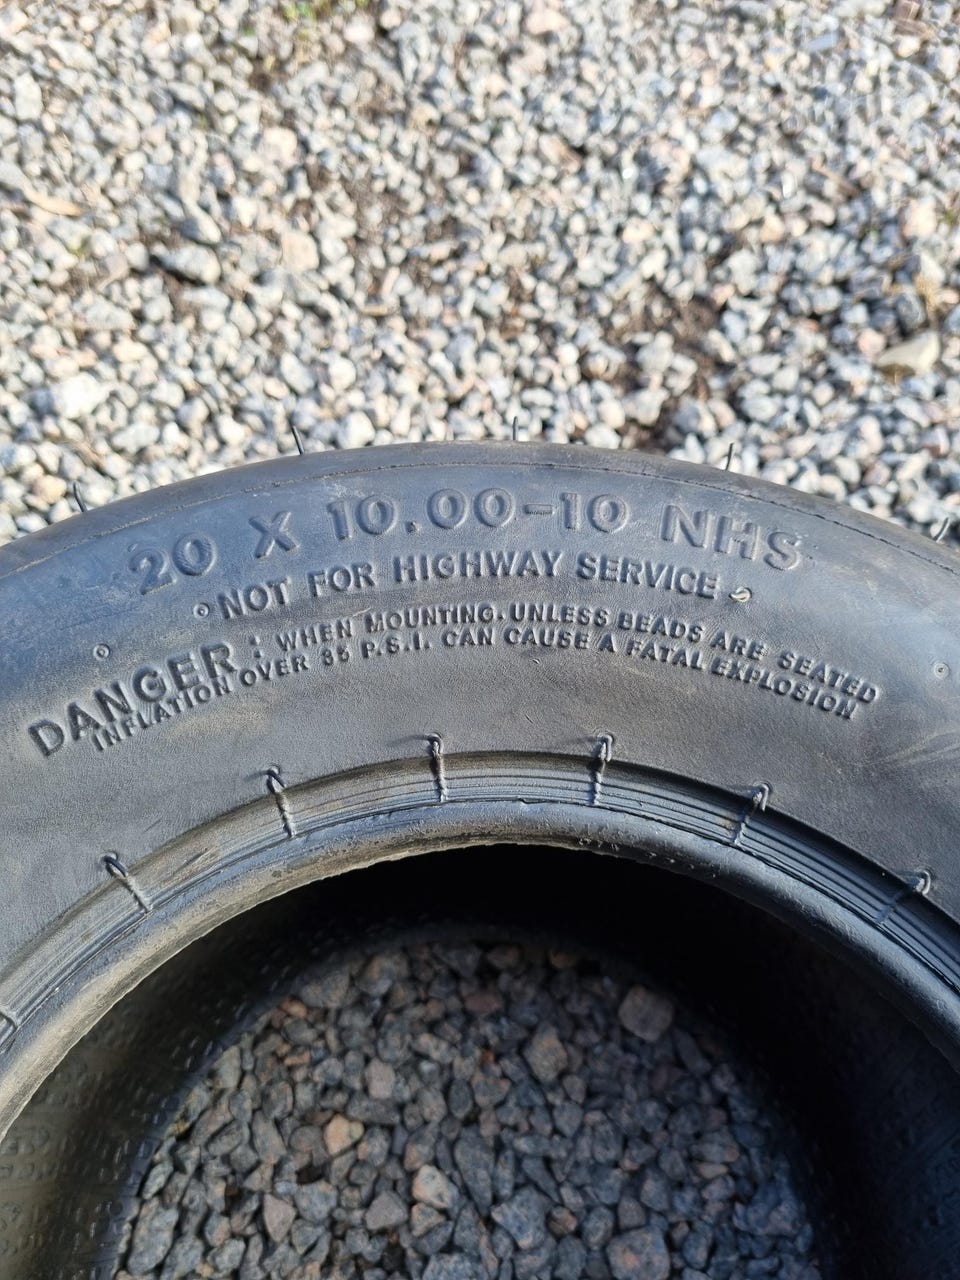 20 X 10.00-10 NHS
NOT FOR HIGHWAY SERVICE
DANGER: WHEN MOUNTING, UNLESS BEADS ARE SEATED
INFLATION OVER 35 P.S.I. CAN CAUSE A FATAL EXPLOSION